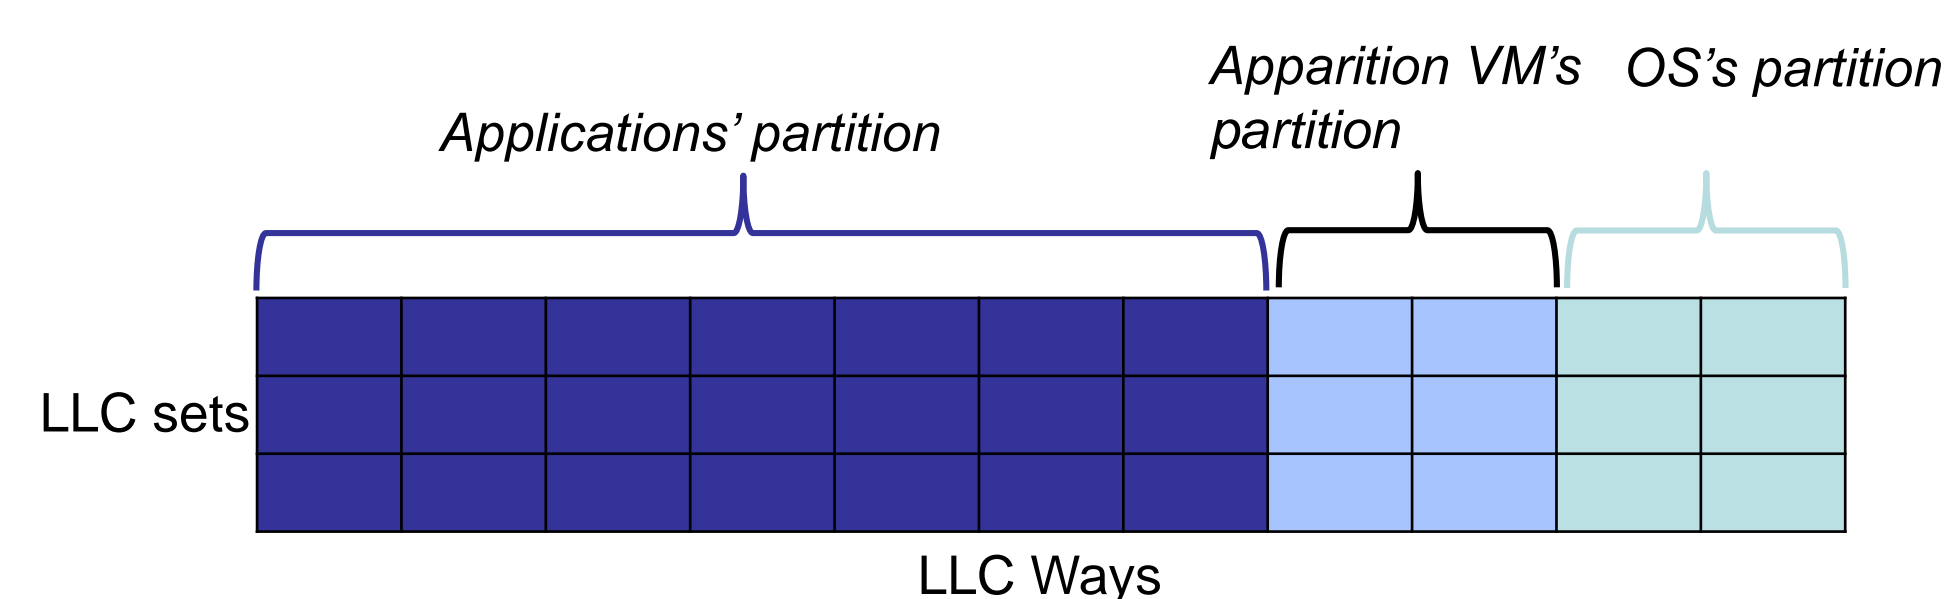 Apparition VM’s
partition
OS’s partition
Applications’ partition
LLC sets
LLC Ways